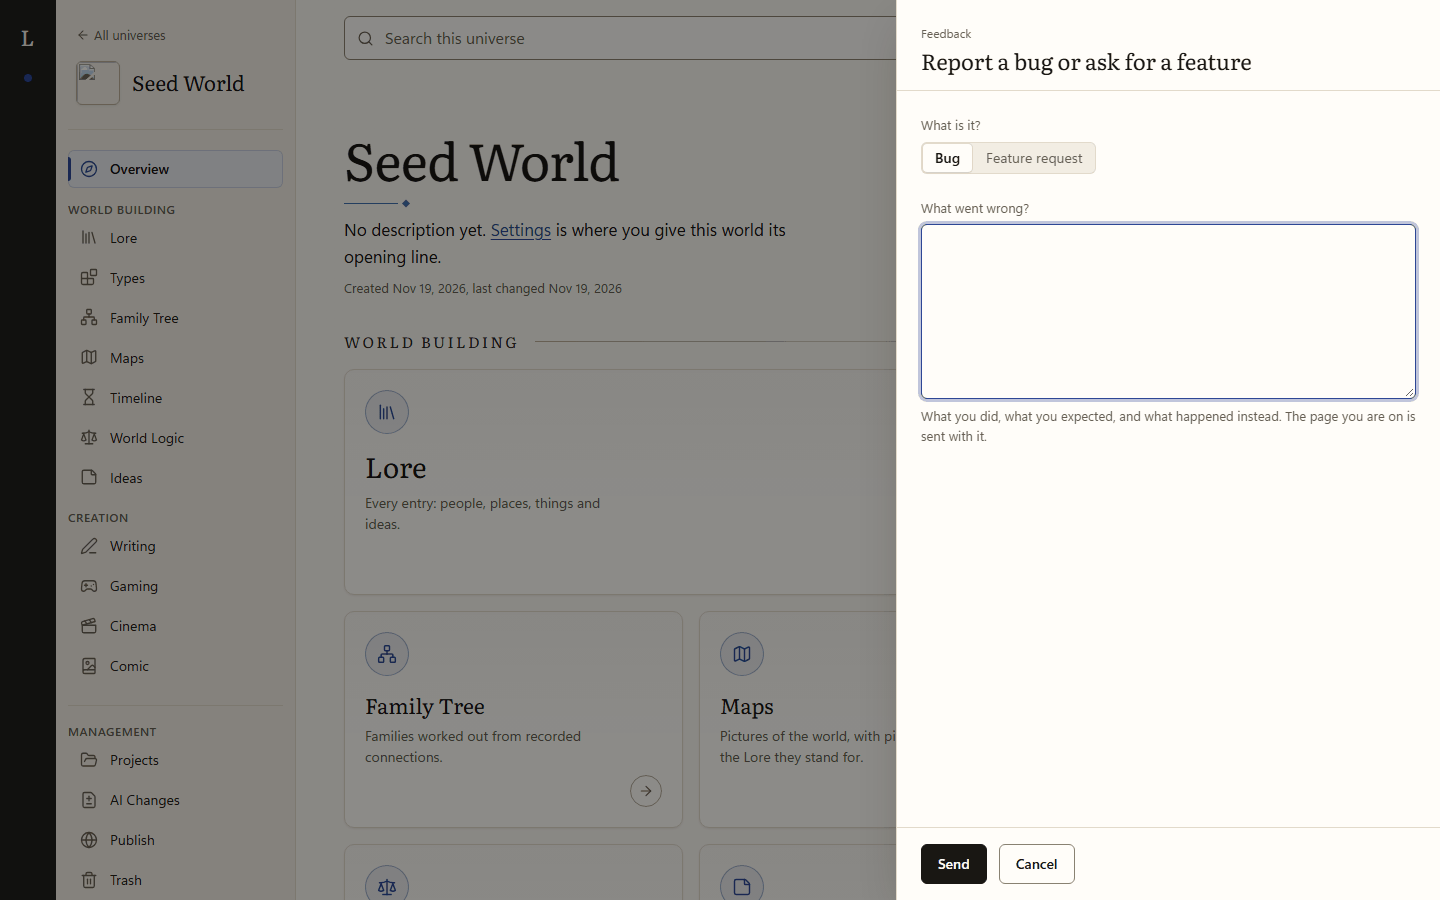 L
All universes
Seed World
Overview
WORLD BUILDING
Lore
Types
Family Tree
Maps
Timeline
World Logic
Ideas
CREATION
Writing
Gaming
Cinema
Comic
MANAGEMENT
Projects
AI Changes
Publish
Trash
Search this universe
Seed World
No description yet. Settings is where you give this world its
opening line.
Created Nov 19, 2026, last changed Nov 19, 2026
WORLD BUILDING
Lore
Every entry: people, places, things and
ideas.
Family Tree
Families worked out from recorded
connections.
Maps
Pictures of the world, with pi
the Lore they stand for.
Feedback
Report a bug or ask for a feature
What is it?
Bug
Feature request
What went wrong?
What you did, what you expected, and what happened instead. The page you are on is
sent with it.
Send
Cancel